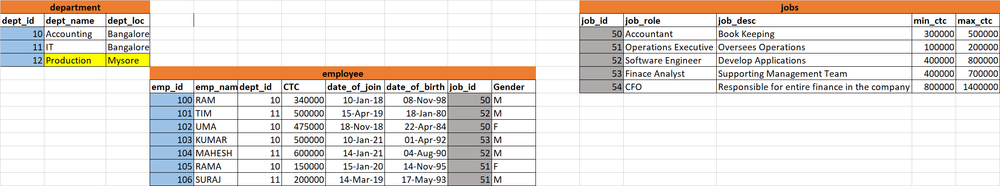 department
dept_id dept_name dept_loc
10 Accounting Bangalore
11 IT Bangalore
12 Production Mysore
employee
emp_id emp_nam dept_id CTC date_of_join date_of_birth job_id Gender
100 RAM 10 340000 10-Jan-18 08-Nov-98 50 M
101 TIM 11 500000 15-Apr-19 18-Jan-80 52 M
102 UMA 10 475000 18-Nov-18 22-Apr-84 50 F
103 KUMAR 10 500000 10-Jan-21 01-Apr-92 53 M
104 MAHESH 11 600000 14-Jan-21 04-Aug-90 52 M
105 RAMA 10 150000 15-Jan-20 14-Nov-95 51 F
106 SURAJ 11 200000 14-Mar-19 17-May-93 51 M
jobs
job_id job_role job_desc min_ctc max_ctc
50 Accountant Book Keeping 300000 500000
51 Operations Executive Oversees Operations 100000 200000
52 Software Engineer Develop Applications 400000 800000
53 Finace Analyst Supporting Management Team 400000 700000
54 CFO Responsible for entire finance in the company 800000 1400000